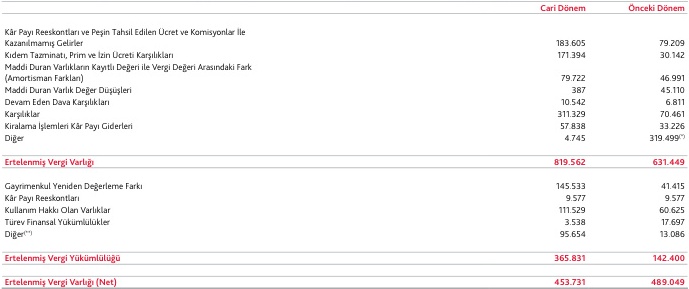 Cari Dönem Önceki Dönem
Kâr Payı Reeskontları ve Peşin Tahsil Edilen Ücret ve Komisyonlar İle
Kazanılmamış Gelirler 183.605 79.209
Kıdem Tazminatı, Prim ve İzin Ücreti Karşılıkları 171.394 30.142
Maddi Duran Varlıkların Kayıtlı Değeri ile Vergi Değeri Arasındaki Fark
(Amortisman Farkları) 79.722 46.991
Maddi Duran Varlık Değer Düşüşleri 387 45.110
Devam Eden Dava Karşılıkları 10.542 6.811
Karşılıklar 311.329 70.461
Kiralama İşlemleri Kâr Payı Giderleri 57.838 33.226
Diğer 4.745 319.499(*)
Ertelenmiş Vergi Varlığı 819.562 631.449
Gayrimenkul Yeniden Değerleme Farkı 145.533 41.415
Kâr Payı Reeskontları 9.577 9.577
Kullanım Hakkı Olan Varlıklar 111.529 60.625
Türev Finansal Yükümlülükler 3.538 17.697
Diğer(**) 95.654 13.086
Ertelenmiş Vergi Yükümlülüğü 365.831 142.400
Ertelenmiş Vergi Varlığı (Net) 453.731 489.049